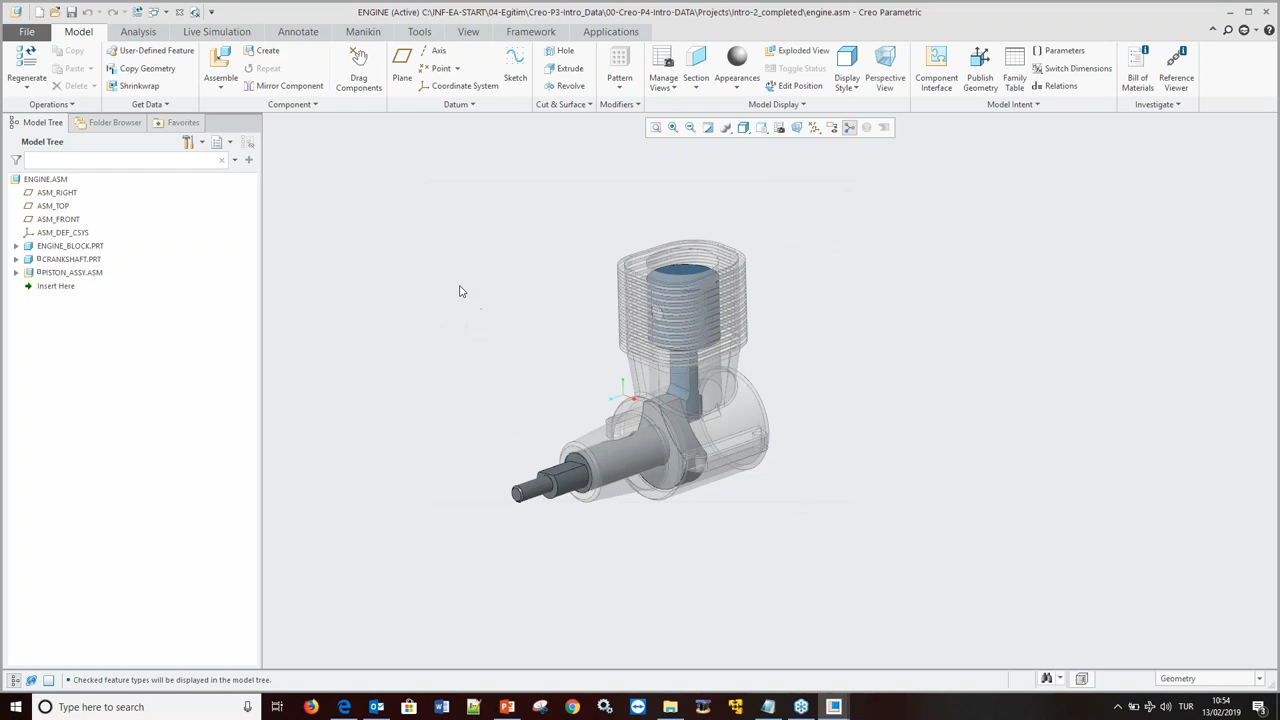 ENGINE (Active) C:\INF-EA-START\04-Egitim\Creo-P3-Intro_Data\00-Creo-P4-Intro-DATA\Projects\Intro-2_completed\engine.asm - Creo Parametric
File Model Analysis Live Simulation Annotate Manikin Tools View Framework Applications
Regenerate
Copy
Paste
Delete
Operations
User-Defined Feature
Copy Geometry
Shrinkwrap
Get Data
Assemble
Create
Repeat
Mirror Component
Drag
Components
Component
Plane
Axis
Point
Coordinate System
Sketch
Datum
Hole
Extrude
Revolve
Cut & Surface
Pattern
Modifiers
Manage
Views
Section
Appearances
Exploded View
Toggle Status
Edit Position
Display
Style
Perspective
View
Model Display
Component
Interface
Publish
Geometry
Family
Table
Parameters
Switch Dimensions
Relations
Model Intent
Bill of
Materials
Reference
Viewer
Investigate
Model Tree Folder Browser Favorites
Model Tree
ENGINE.ASM
ASM_RIGHT
ASM_TOP
ASM_FRONT
ASM_DEF_CSYS
ENGINE_BLOCK.PRT
CRANKSHAFT.PRT
PISTON_ASSY.ASM
Insert Here
• Checked feature types will be displayed in the model tree.
Geometry
Type here to search
TUR
10:54
13/02/2019